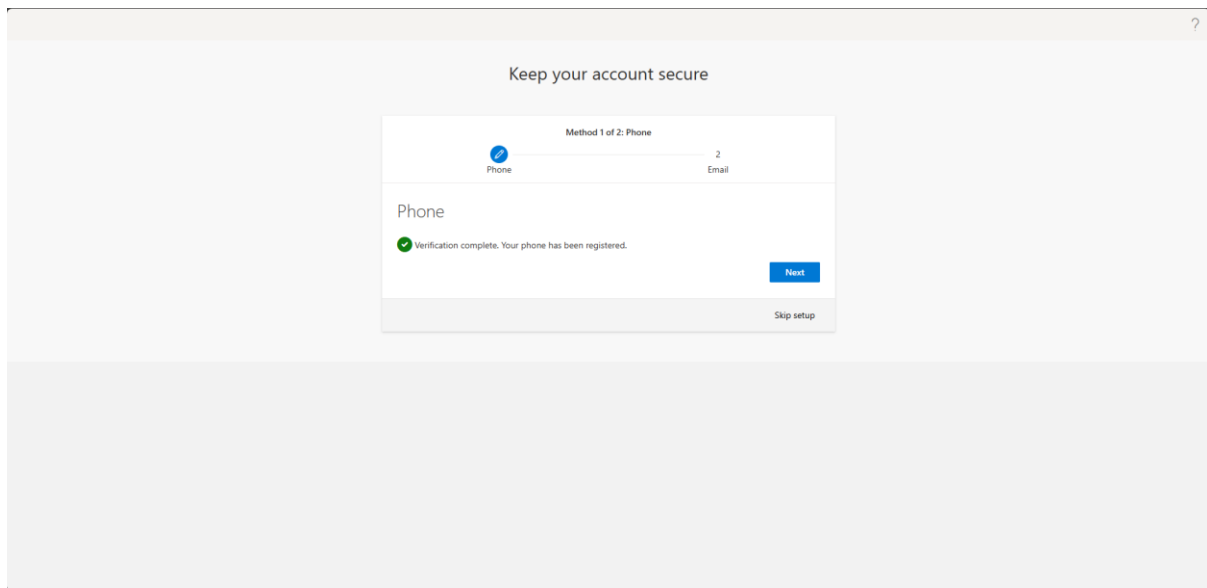 ?
Keep your account secure
Method 1 of 2: Phone
2
Phone
Email
Phone
Verification complete. Your phone has been registered.
Next
Skip setup